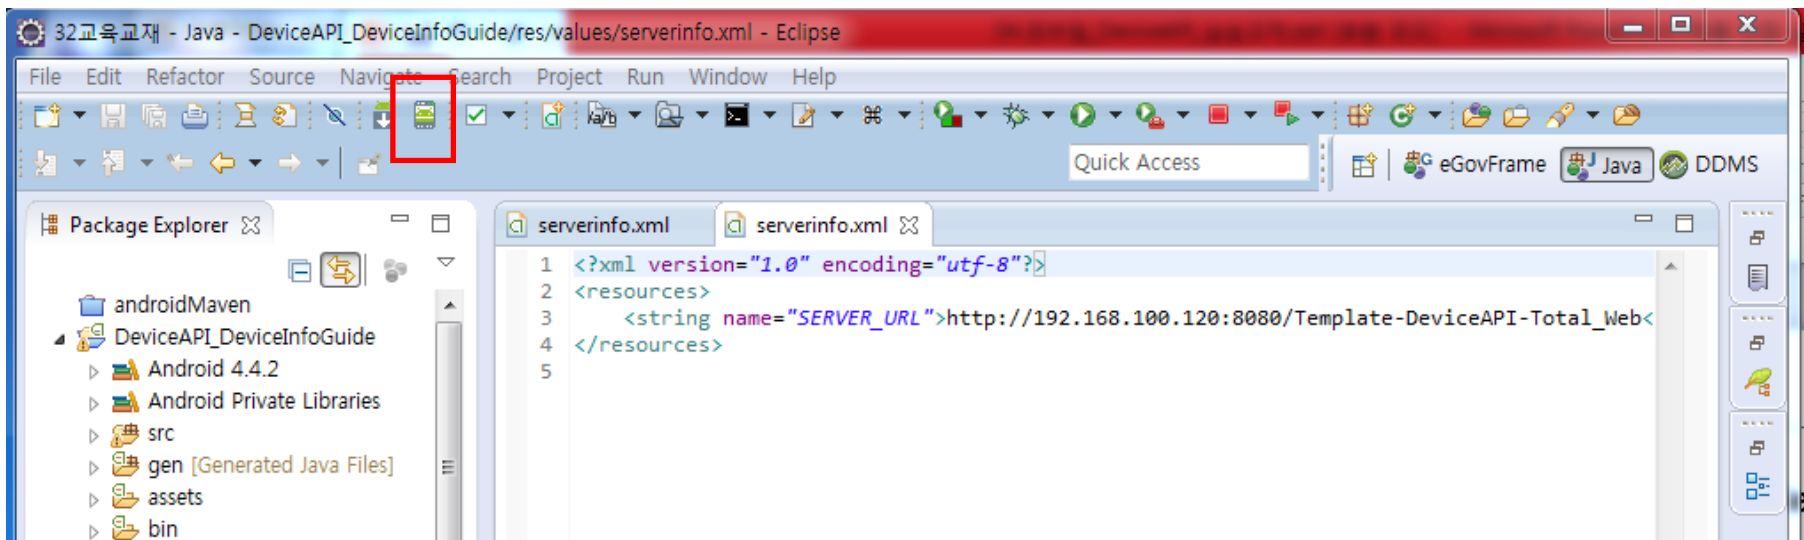 32교육교재 - Java - DeviceAPI_DeviceInfoGuide/res/values/serverinfo.xml - Eclipse
File Edit Refactor Source Navigate Search Project Run Window Help
Quick Access
eGovFrame
Java
DDMS
Package Explorer
androidMaven
DeviceAPI_DeviceInfoGuide
Android 4.4.2
Android Private Libraries
src
gen [Generated Java Files]
assets
bin
serverinfo.xml
serverinfo.xml
1 <?xml version="1.0" encoding="utf-8"?>
2 <resources>
3 <string name="SERVER_URL">http://192.168.100.120:8080/Template-DeviceAPI-Total_Web<
4 </resources>
5